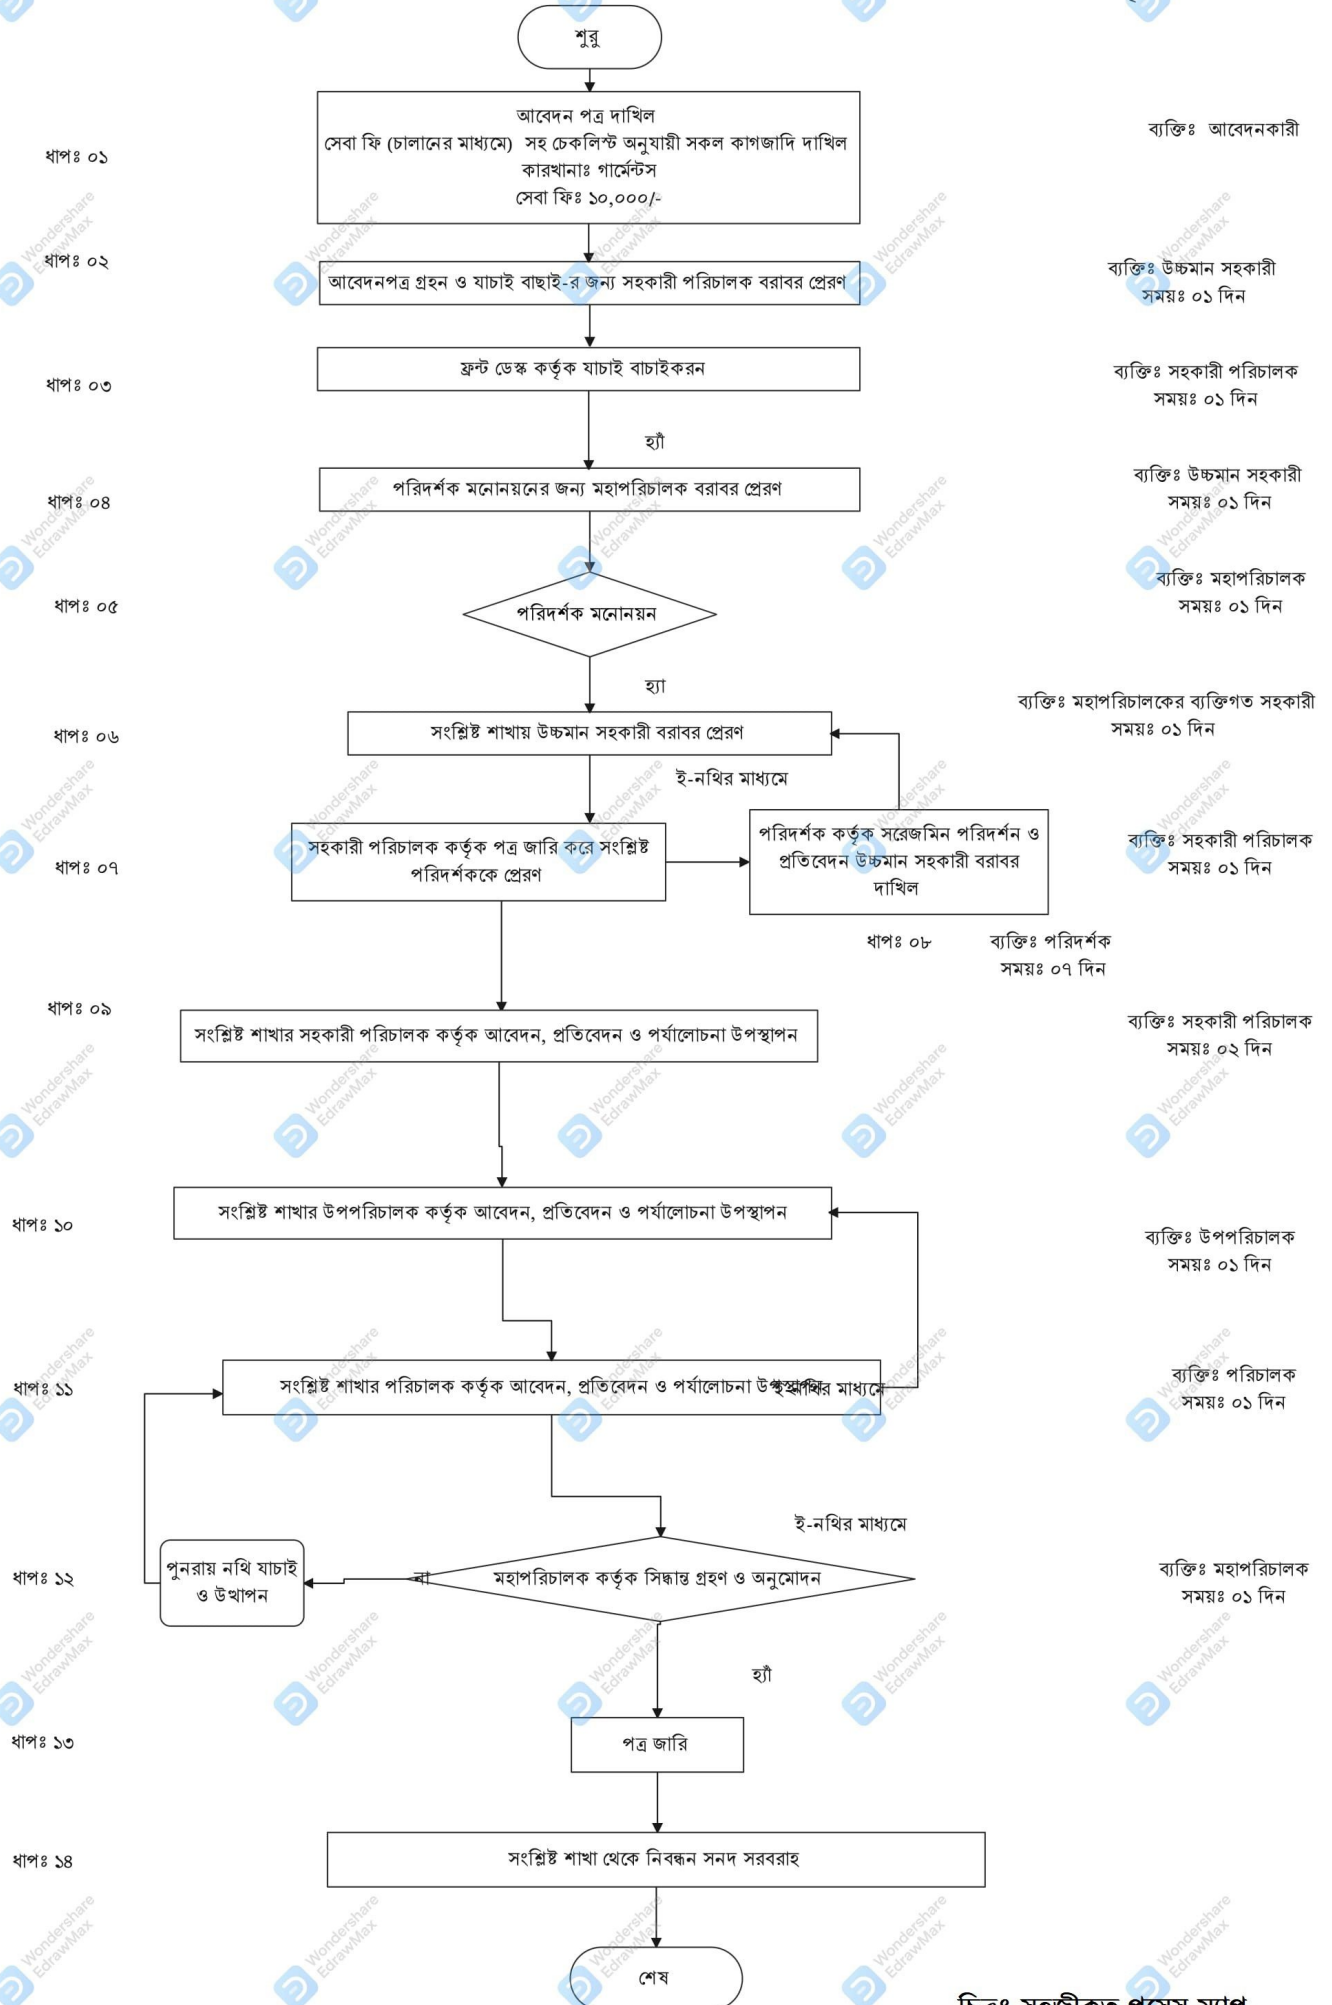 শুরু
আবেদন পত্র দাখিল
সেবা ফি (চালানের মাধ্যমে) সহ চেকলিস্ট অনুযায়ী সকল কাগজাদি দাখিল
কারখানাঃ গার্মেন্টস
সেবা ফিঃ ১০,০০০/-
ধাপঃ ০১
ব্যক্তিঃ আবেদনকারী
ধাপঃ ০২
আবেদনপত্র গ্রহন ও যাচাই বাছাই-র জন্য সহকারী পরিচালক বরাবর প্রেরণ
ব্যক্তিঃ উচ্চমান সহকারী
সময়ঃ ০১ দিন
ধাপঃ ০৩
ফ্রন্ট ডেস্ক কর্তৃক যাচাই বাচাইকরন
ব্যক্তিঃ সহকারী পরিচালক
সময়ঃ ০১ দিন
হ্যাঁ
ধাপঃ ০৪
পরিদর্শক মনোনয়নের জন্য মহাপরিচালক বরাবর প্রেরণ
ব্যক্তিঃ উচ্চমান সহকারী
সময়ঃ ০১ দিন
ধাপঃ ০৫
পরিদর্শক মনোনয়ন
ব্যক্তিঃ মহাপরিচালক
সময়ঃ ০১ দিন
হ্যা
ধাপঃ ০৬
সংশ্লিষ্ট শাখায় উচ্চমান সহকারী বরাবর প্রেরণ
ব্যক্তিঃ মহাপরিচালকের ব্যক্তিগত সহকারী
সময়ঃ ০১ দিন
ই-নথির মাধ্যমে
ধাপঃ ০৭
সহকারী পরিচালক কর্তৃক পত্র জারি করে সংশ্লিষ্ট
পরিদর্শককে প্রেরণ
পরিদর্শক কর্তৃক সরেজমিন পরিদর্শন ও
প্রতিবেদন উচ্চমান সহকারী বরাবর
দাখিল
ব্যক্তিঃ সহকারী পরিচালক
সময়ঃ ০১ দিন
ধাপঃ ০৮
ব্যক্তিঃ পরিদর্শক
সময়ঃ ০৭ দিন
ধাপঃ ০৯
সংশ্লিষ্ট শাখার সহকারী পরিচালক কর্তৃক আবেদন, প্রতিবেদন ও পর্যালোচনা উপস্থাপন
ব্যক্তিঃ সহকারী পরিচালক
সময়ঃ ০২ দিন
ধাপঃ ১০
সংশ্লিষ্ট শাখার উপপরিচালক কর্তৃক আবেদন, প্রতিবেদন ও পর্যালোচনা উপস্থাপন
ব্যক্তিঃ উপপরিচালক
সময়ঃ ০১ দিন
ধাপঃ ১১
সংশ্লিষ্ট শাখার পরিচালক কর্তৃক আবেদন, প্রতিবেদন ও পর্যালোচনা উপস্থাপন
ই-নথির মাধ্যমে
ব্যক্তিঃ পরিচালক
সময়ঃ ০১ দিন
ই-নথির মাধ্যমে
ধাপঃ ১২
পুনরায় নথি যাচাই
ও উত্থাপন
না
মহাপরিচালক কর্তৃক সিদ্ধান্ত গ্রহণ ও অনুমোদন
ব্যক্তিঃ মহাপরিচালক
সময়ঃ ০১ দিন
হ্যাঁ
ধাপঃ ১৩
পত্র জারি
ধাপঃ ১৪
সংশ্লিষ্ট শাখা থেকে নিবন্ধন সনদ সরবরাহ
শেষ
Wondershare
EdrawMax